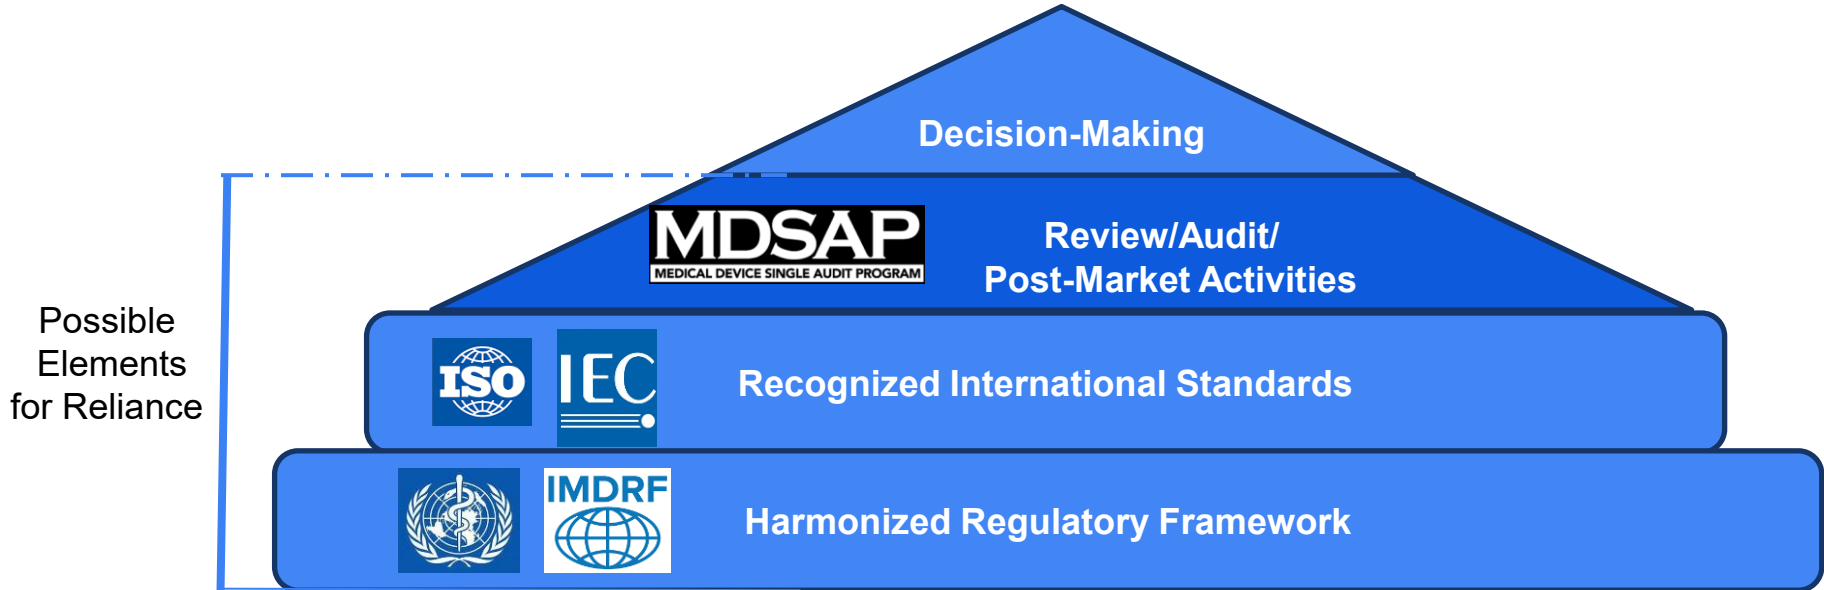 Decision-Making
MDSAP
MEDICAL DEVICE SINGLE AUDIT PROGRAM
Review/Audit/
Post-Market Activities
Possible
Elements
for Reliance
ISO
IEC
Recognized International Standards
IMDRF
Harmonized Regulatory Framework